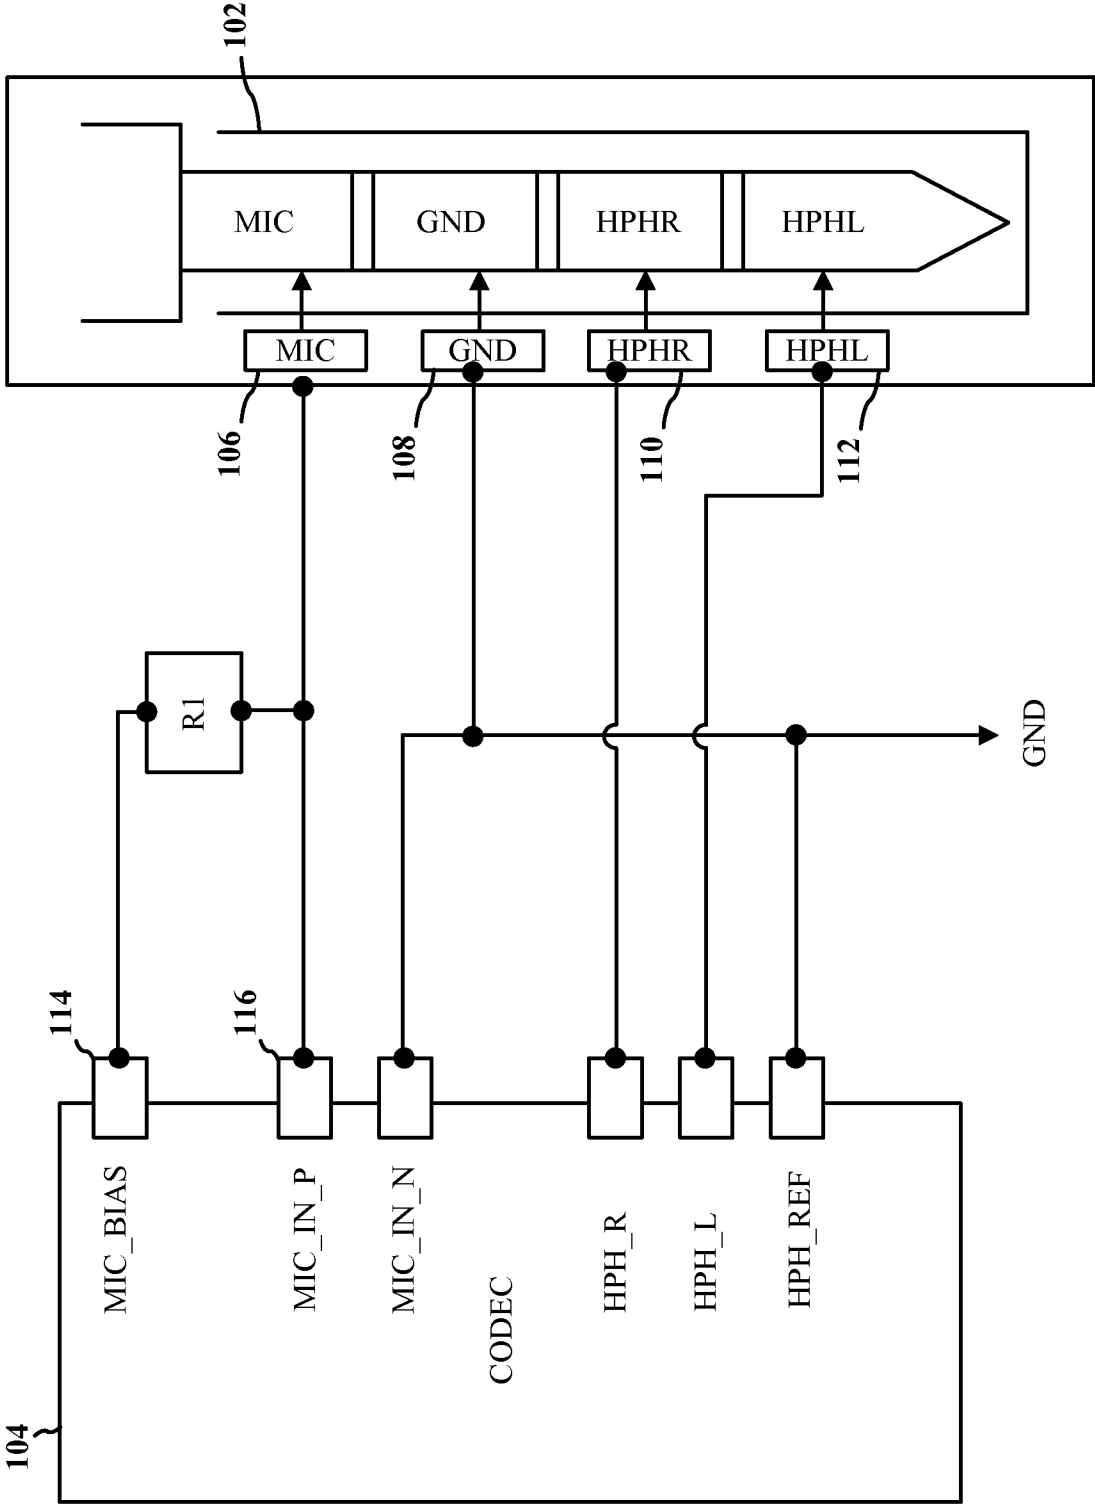 102
MIC
GND
HPHR
HPHL
MIC
GND
HPHR
HPHL
106
108
110
112
R1
GND
114
116
MIC_BIAS
MIC_IN_P
MIC_IN_N
HPH_R
HPH_L
HPH_REF
CODEC
104